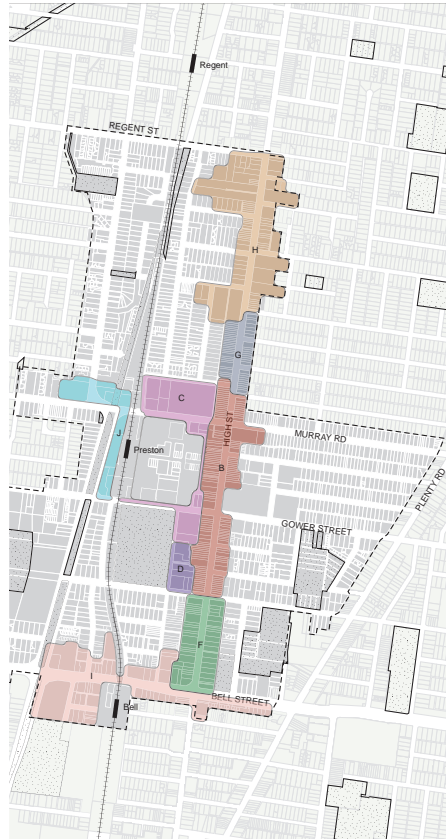 Regent
REGENT ST
H
G
C
HIGH ST
MURRAY RD
J
Preston
B
PLENTY RD
GOWER STREET
D
F
I
BELL STREET
Bell